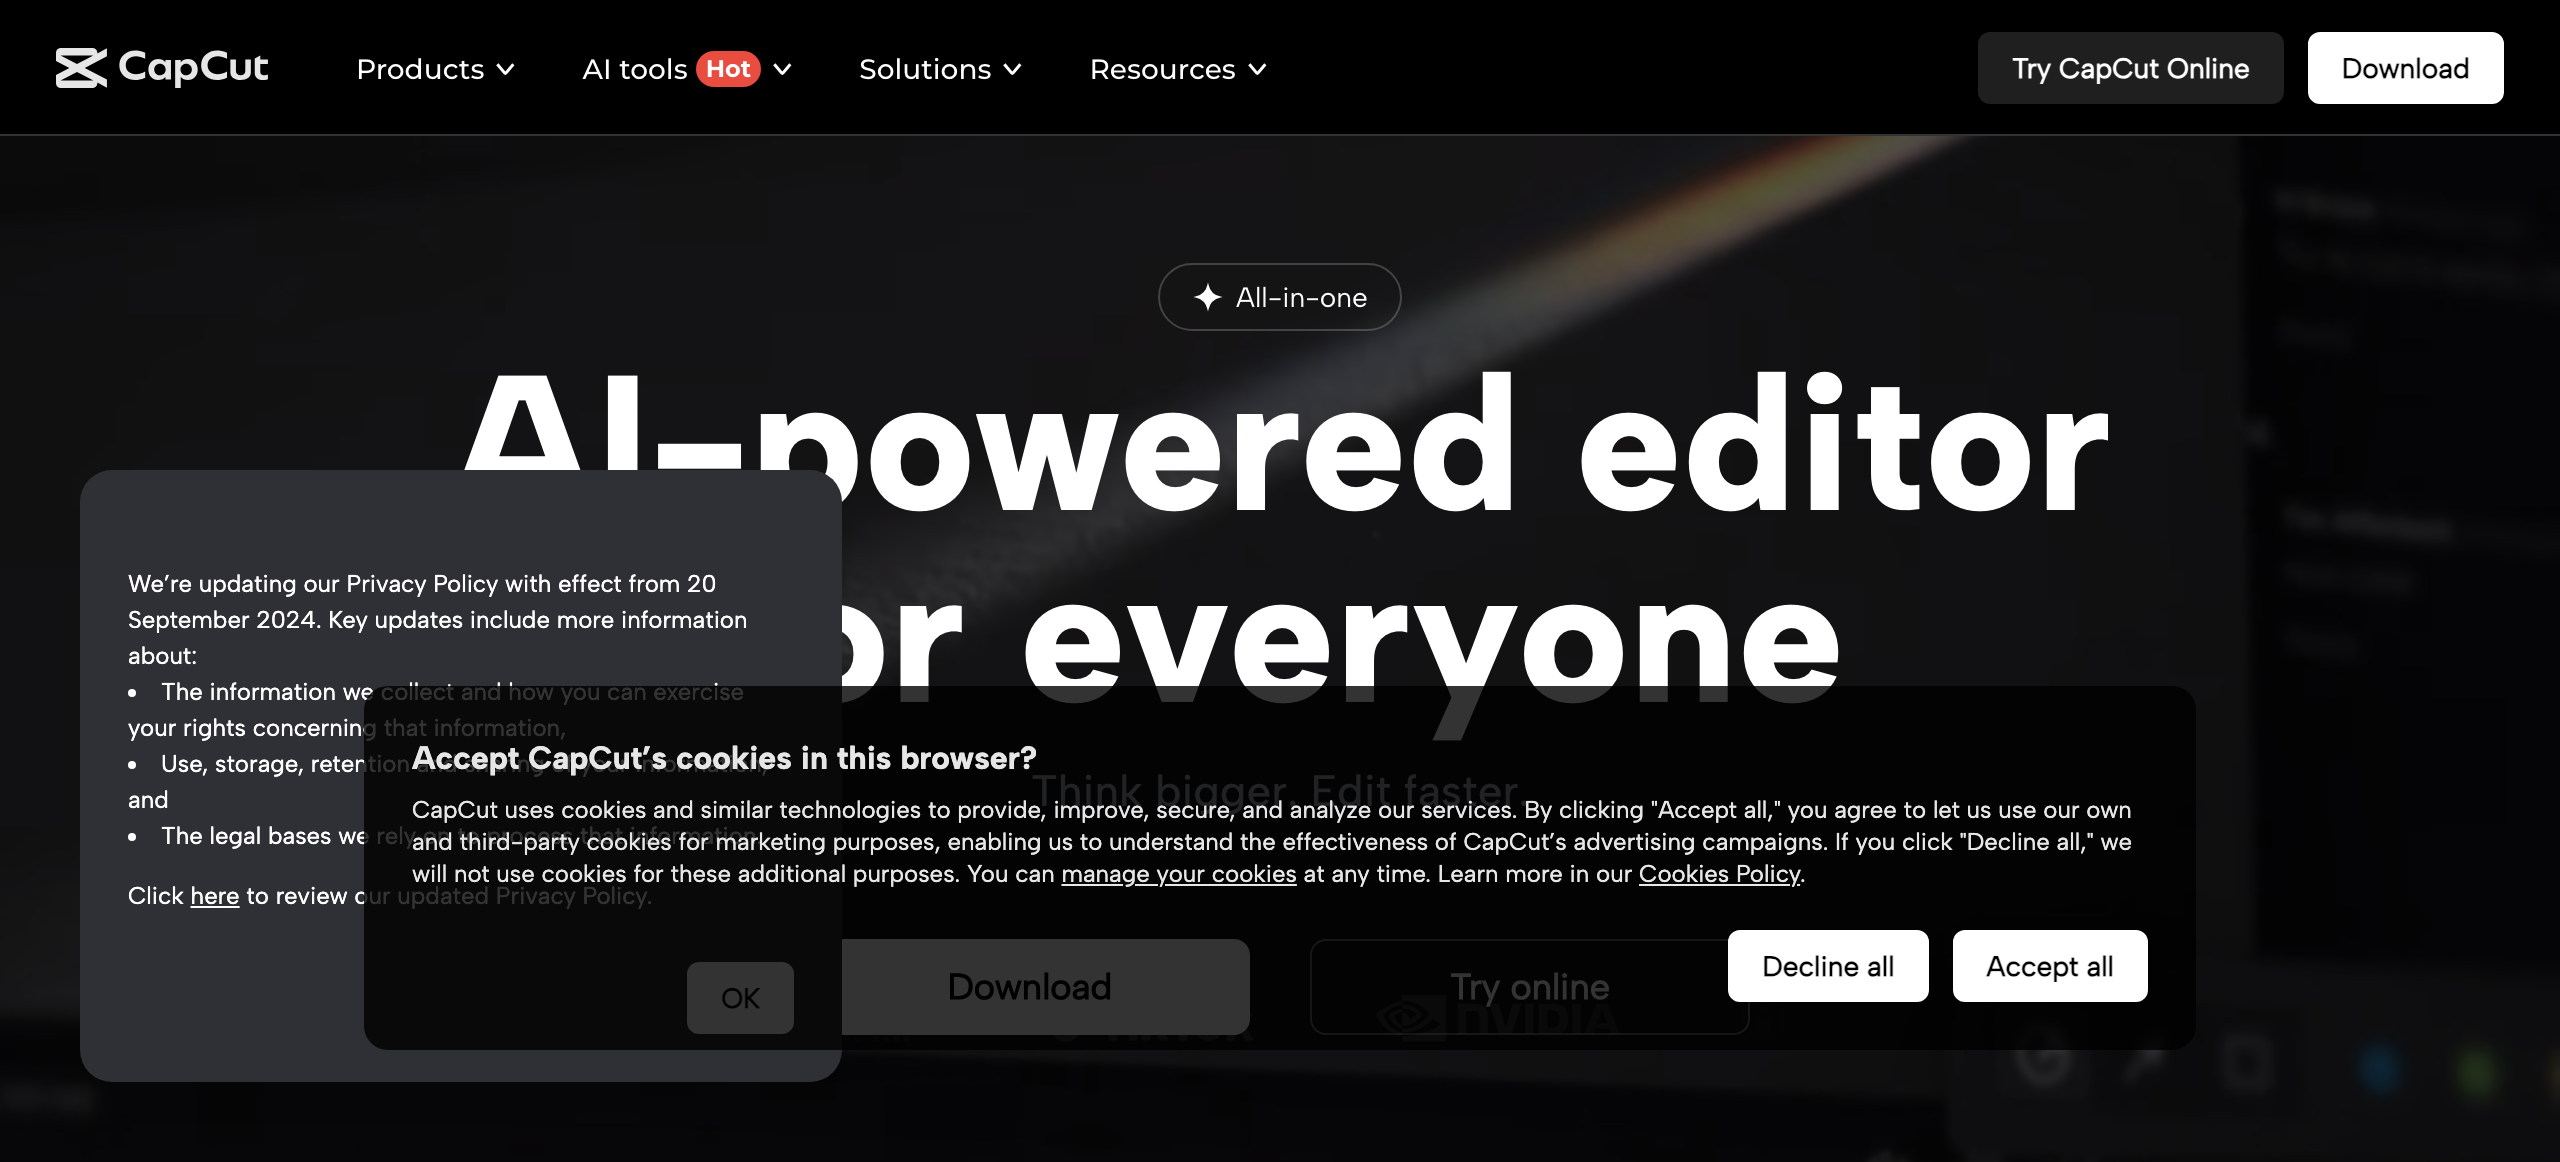 CapCut
Products
AI tools Hot
Solutions
Resources
Try CapCut Online
Download
All-in-one
AI-powered editor
for everyone
Think bigger. Edit faster.
Download
Try online
NVIDIA
We're updating our Privacy Policy with effect from 20
September 2024. Key updates include more information
about:
• The information we collect and how you can exercise
your rights concerning that information,
• Use, storage, retention and sharing of your information,
and
• The legal bases we rely on to process that information.
Click here to review our updated Privacy Policy.
OK
Accept CapCut's cookies in this browser?
CapCut uses cookies and similar technologies to provide, improve, secure, and analyze our services. By clicking "Accept all," you agree to let us use our own
and third-party cookies for marketing purposes, enabling us to understand the effectiveness of CapCut's advertising campaigns. If you click "Decline all," we
will not use cookies for these additional purposes. You can manage your cookies at any time. Learn more in our Cookies Policy.
Decline all
Accept all